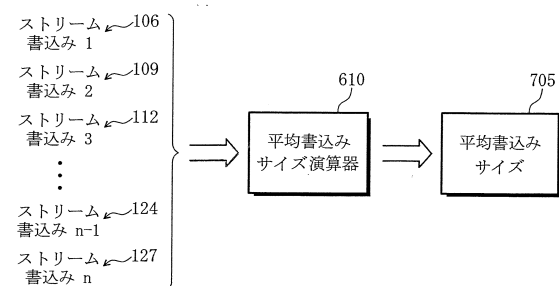 ストリーム 106
書込み 1
ストリーム 109
書込み 2
ストリーム 112
書込み 3
ストリーム 124
書込み n-1
ストリーム 127
書込み n
610
平均書込み
サイズ演算器
705
平均書込み
サイズ